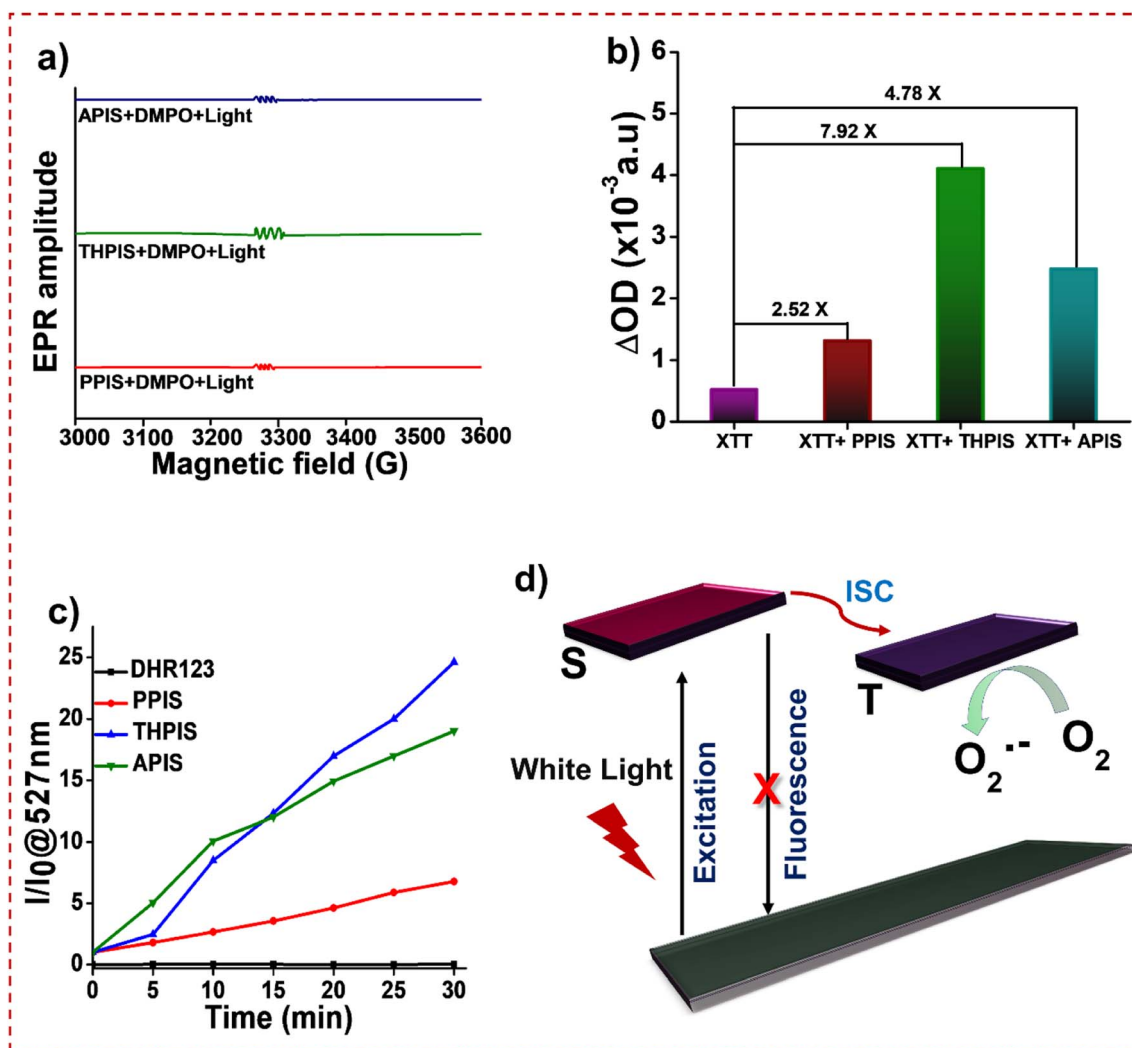 a)
EPR amplitude
APIS+DMPO+Light
THPIS+DMPO+Light
PPIS+DMPO+Light
3000 3100 3200 3300 3400 3500 3600
Magnetic field (G)
b)
ΔOD (x10⁻³ a.u)
6
5
4
3
2
1
0
4.78 X
7.92 X
2.52 X
XTT XTT+ PPIS XTT+ THPIS XTT+ APIS
c)
I/I₀@527nm
25
20
15
10
5
0
DHR123
PPIS
THPIS
APIS
0 5 10 15 20 25 30
Time (min)
d)
ISC
S
T
O₂·- O₂
White Light
Excitation
X
Fluorescence